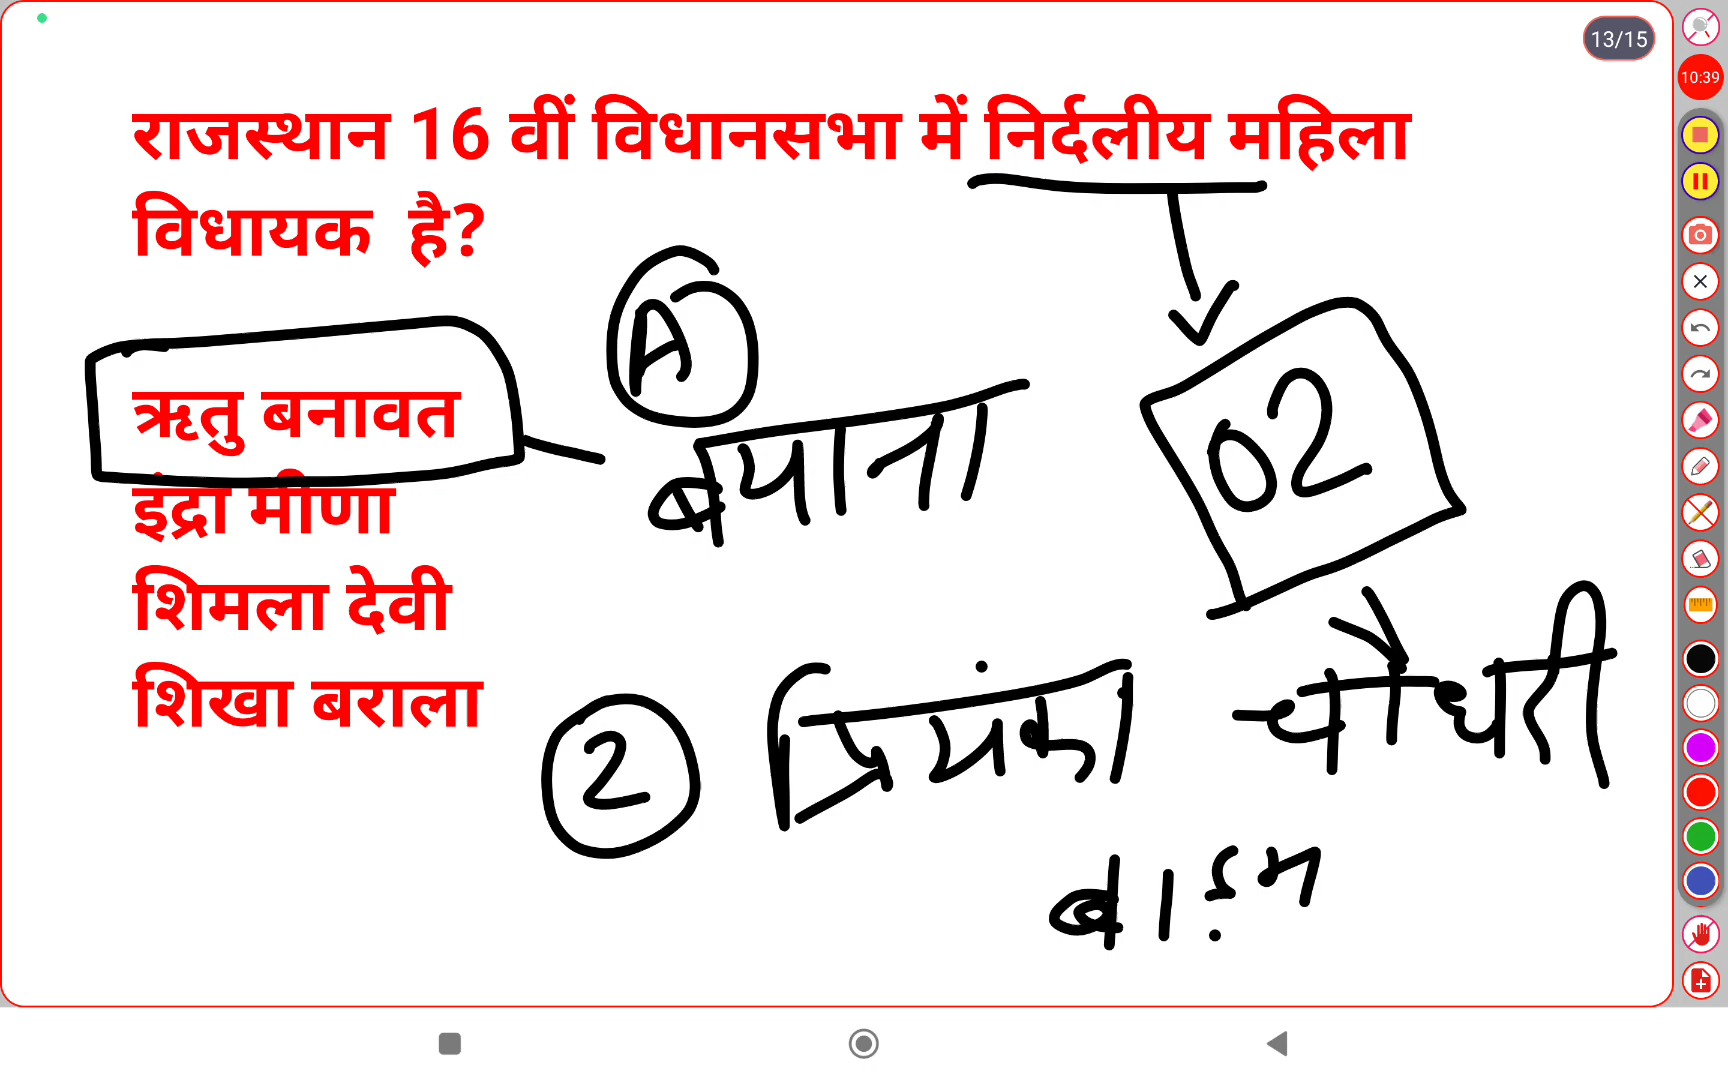 13/15
10:39
राजस्थान 16 वीं विधानसभा में निर्दलीय महिला
विधायक है?
A
ऋतु बनावत
बयाना
02
इंद्रा मीणा
शिमला देवी
शिखा बराला
2 प्रियंका चौधरी
बाड़म